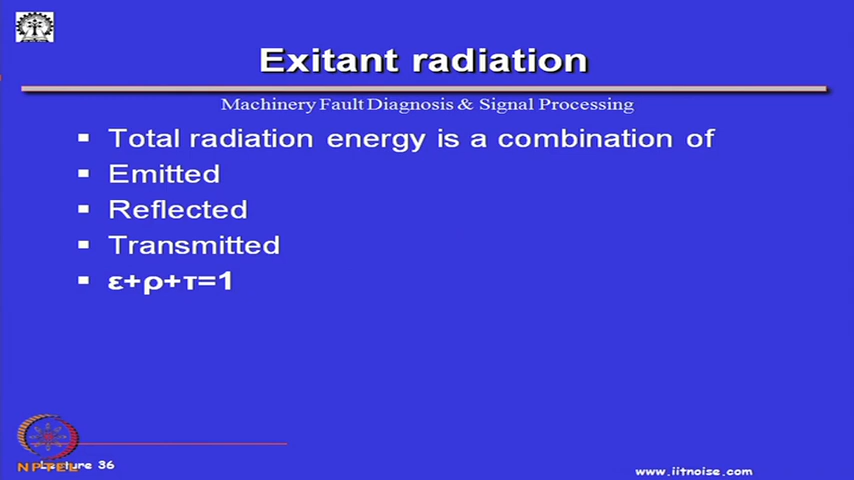 Exitant radiation
Machinery Fault Diagnosis & Signal Processing
▪ Total radiation energy is a combination of
▪ Emitted
▪ Reflected
▪ Transmitted
▪ ε+ρ+τ=1
NPTEL
Lecture 36
www.iitnoise.com